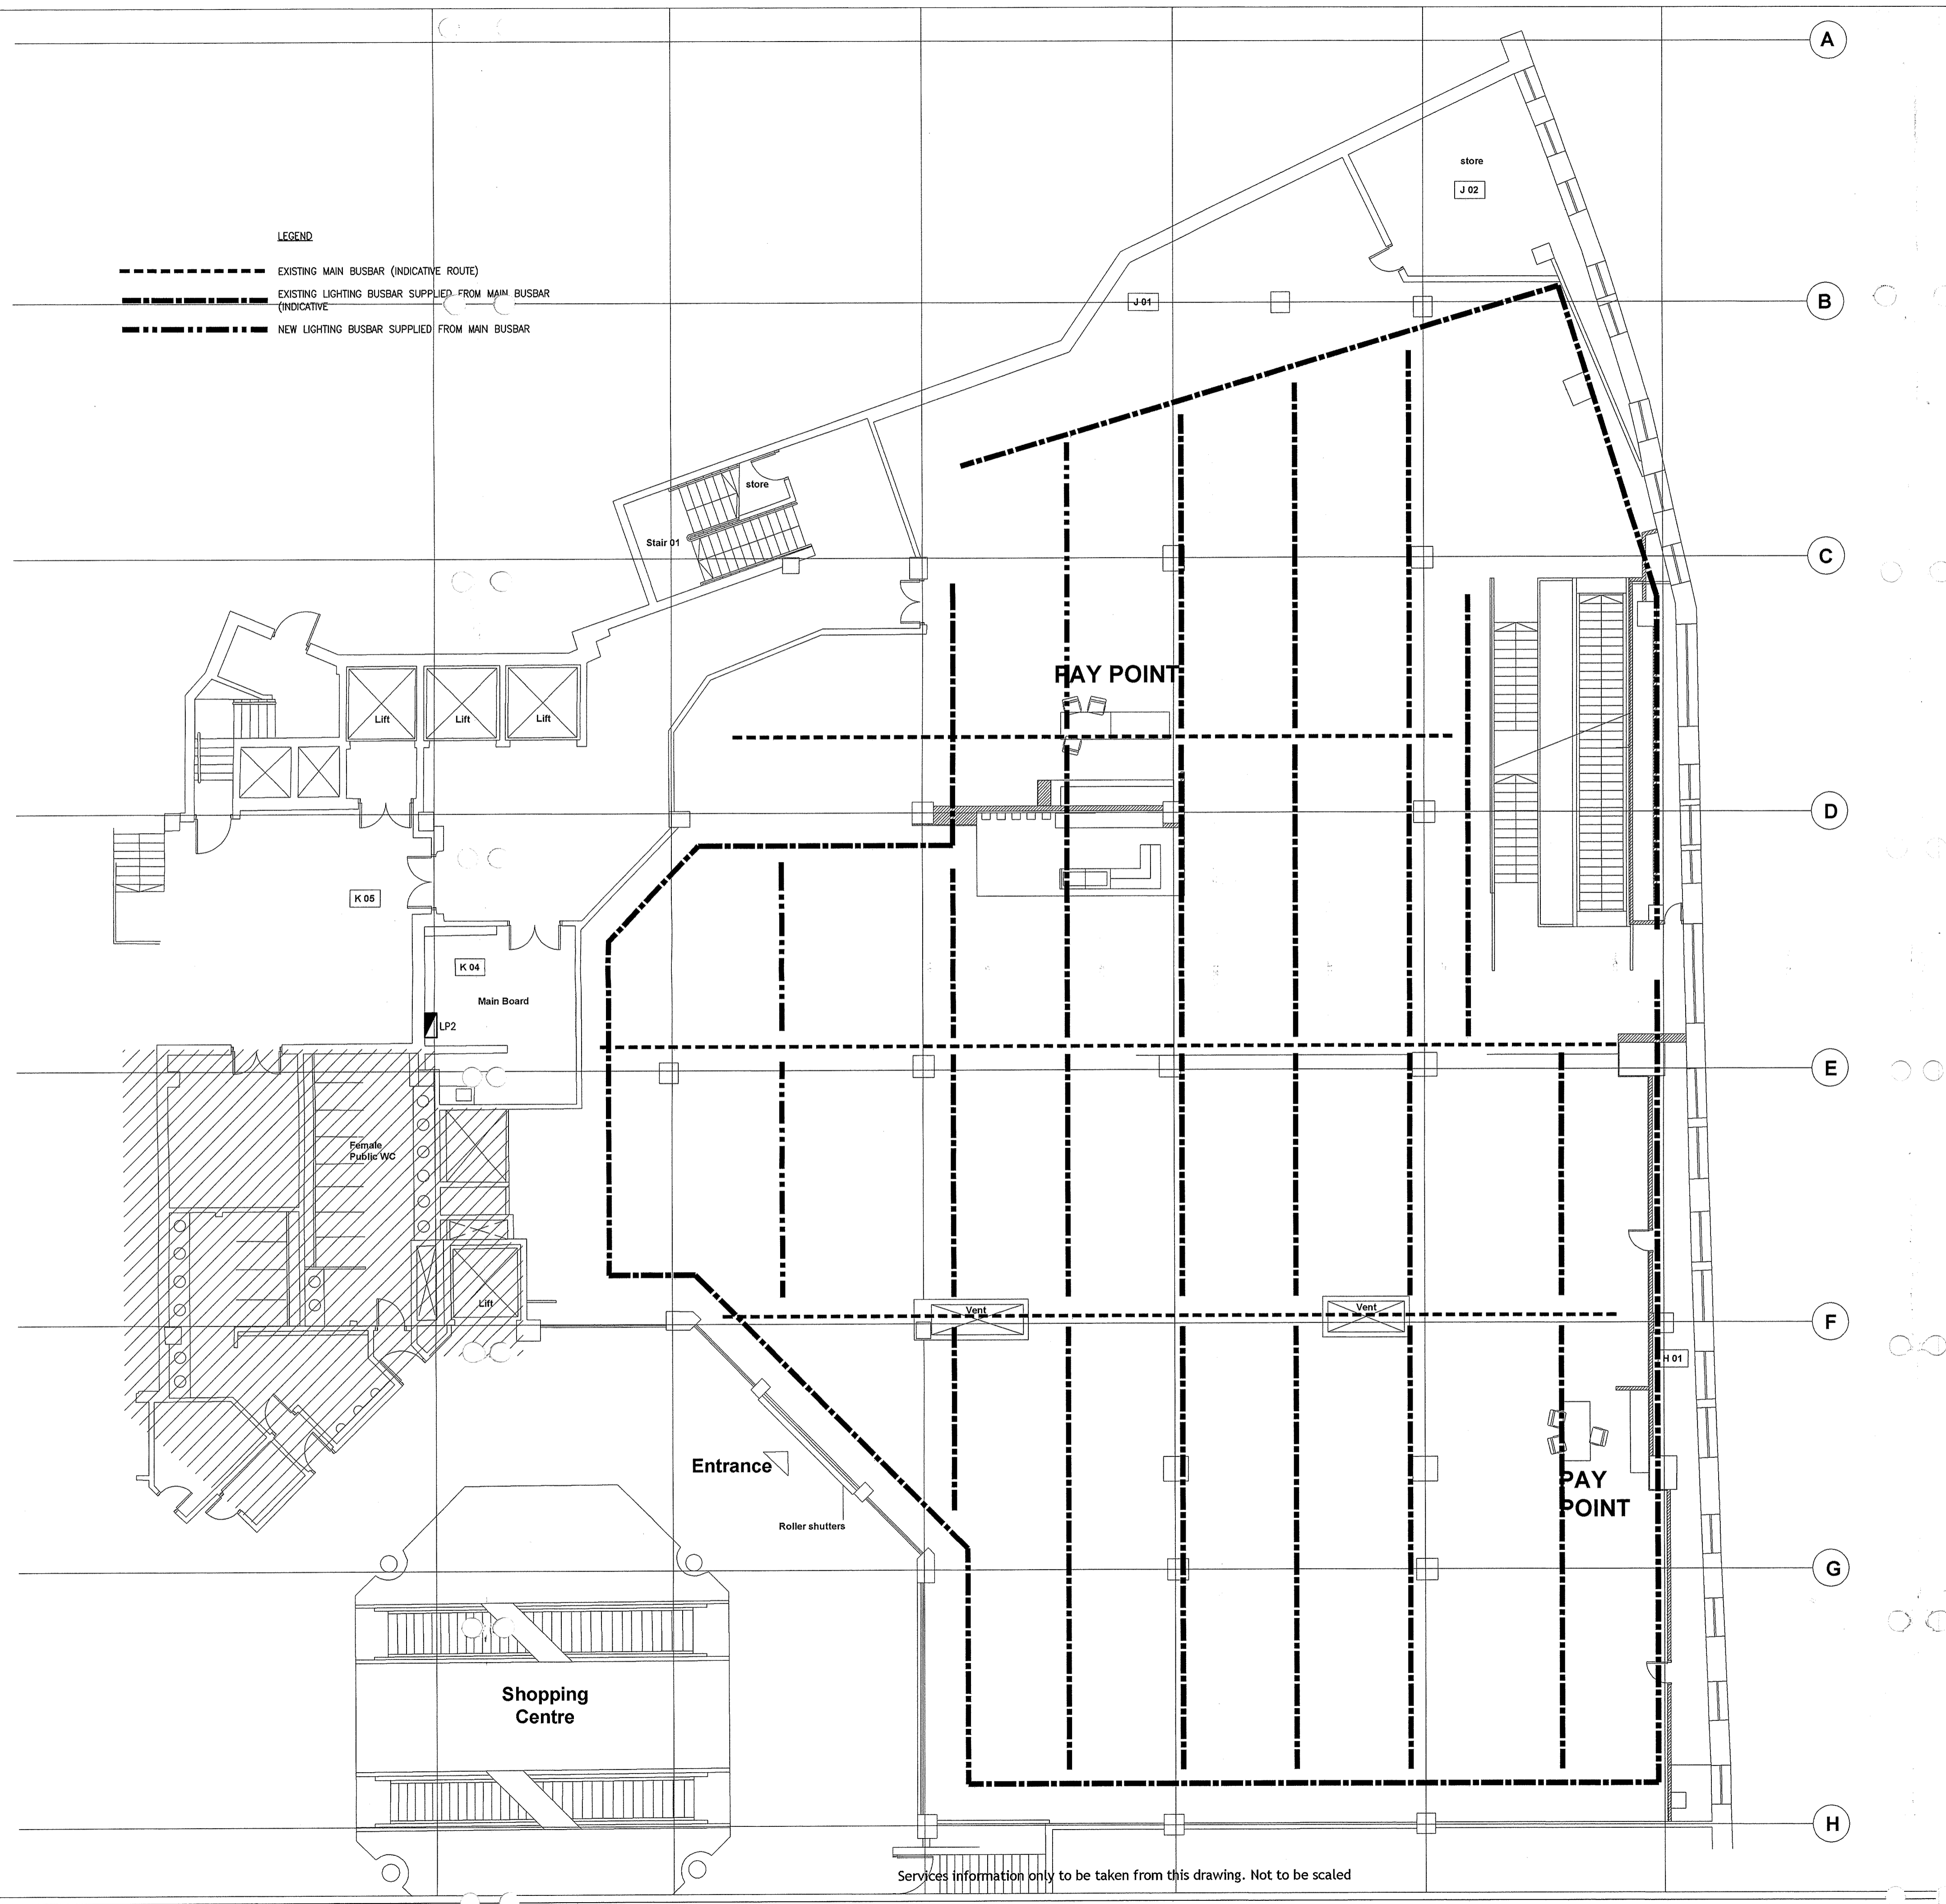 A
store
J 02
LEGEND
EXISTING MAIN BUSBAR (INDICATIVE ROUTE)
EXISTING LIGHTING BUSBAR SUPPLIED FROM MAIN BUSBAR
(INDICATIVE
NEW LIGHTING BUSBAR SUPPLIED FROM MAIN BUSBAR
J 01
B
store
Stair 01
C
PAY POINT
Lift
Lift
Lift
D
K 05
K 04
Main Board
LP2
E
Female
Public WC
Lift
Vent
Vent
F
H 01
Entrance
PAY
POINT
Roller shutters
G
Shopping
Centre
H
Services information only to be taken from this drawing. Not to be scaled